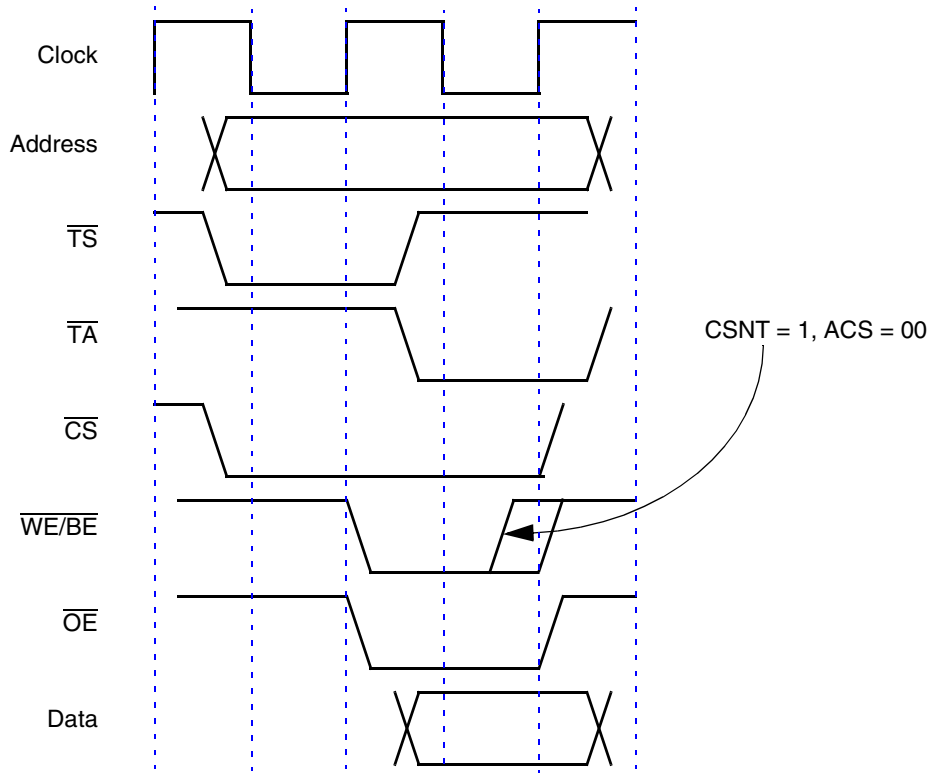 Clock
Address
TS
TA
CSNT = 1, ACS = 00
CS
WE/BE
OE
Data